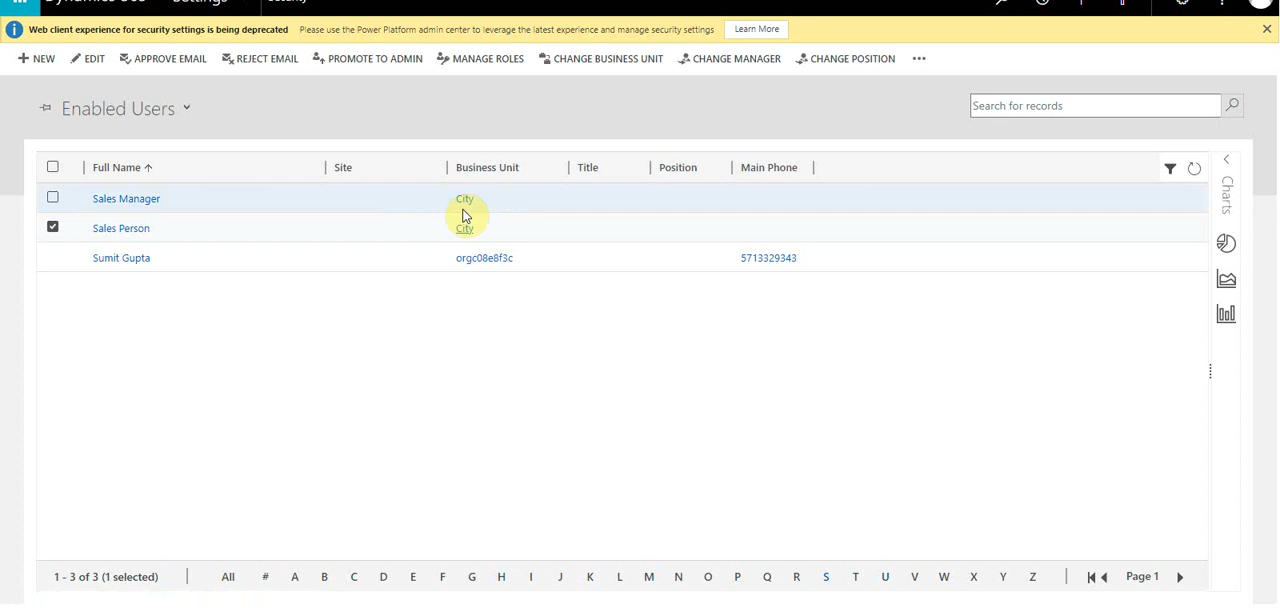 Web client experience for security settings is being deprecated Please use the Power Platform admin center to leverage the latest experience and manage security settings Learn More
NEW EDIT APPROVE EMAIL REJECT EMAIL PROMOTE TO ADMIN MANAGE ROLES CHANGE BUSINESS UNIT CHANGE MANAGER CHANGE POSITION
Enabled Users
Search for records
Full Name Site Business Unit Title Position Main Phone
Charts
Sales Manager City
Sales Person City
Sumit Gupta orgc08e8f3c 5713329343
1 - 3 of 3 (1 selected) All # A B C D E F G H I J K L M N O P Q R S T U V W X Y Z Page 1